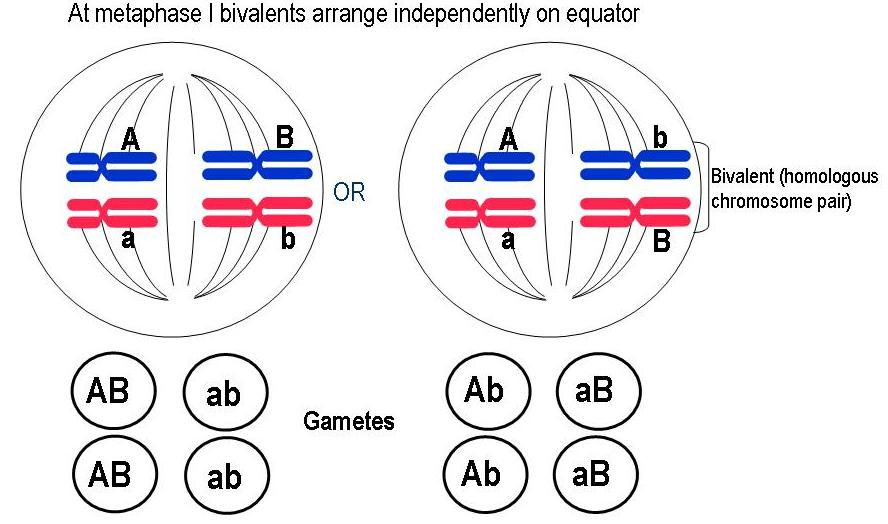 At metaphase I bivalents arrange independently on equator
A B
a b
OR
A b
a B
Bivalent (homologous
chromosome pair)
AB ab
AB ab
Gametes
Ab aB
Ab aB